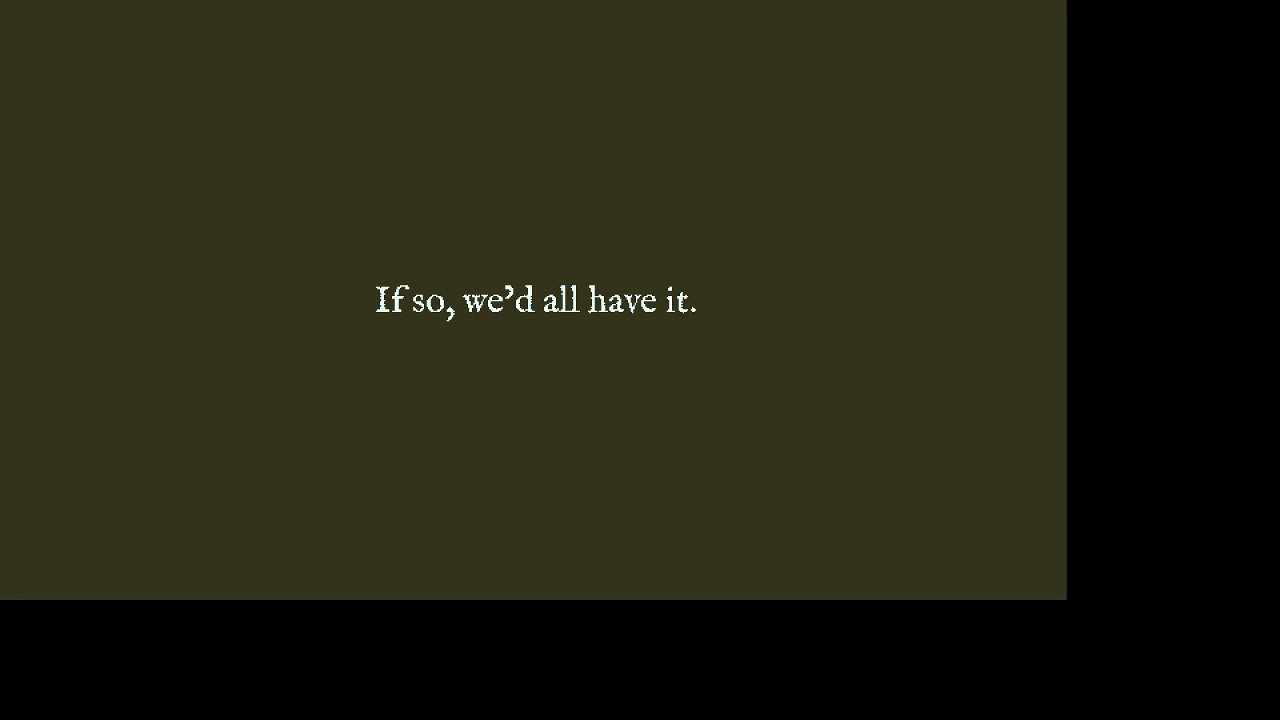 If so, we’d all have it.